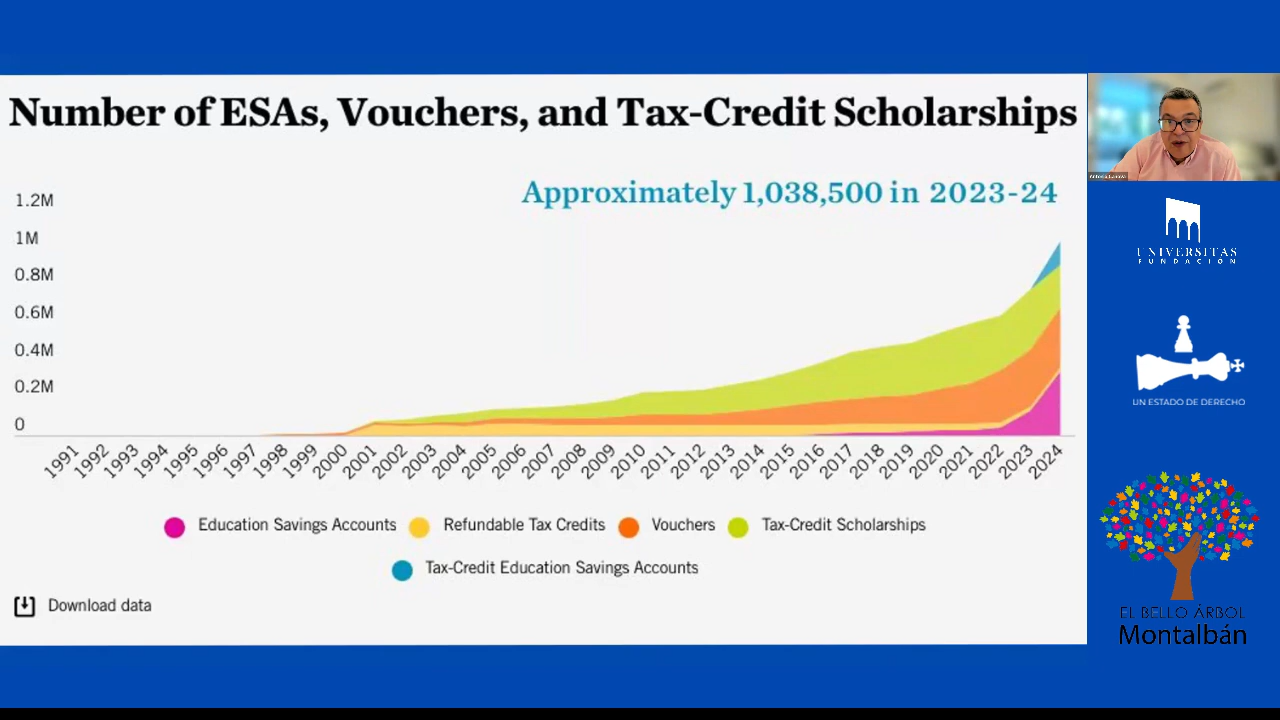 Number of ESAs, Vouchers, and Tax-Credit Scholarships
Approximately 1,038,500 in 2023-24
1.2M
1M
0.8M
0.6M
0.4M
0.2M
0
1991 1992 1993 1994 1995 1996 1997 1998 1999 2000 2001 2002 2003 2004 2005 2006 2007 2008 2009 2010 2011 2012 2013 2014 2015 2016 2017 2018 2019 2020 2021 2022 2023 2024
Education Savings Accounts Refundable Tax Credits Vouchers Tax-Credit Scholarships
Tax-Credit Education Savings Accounts
Download data
UNIVERSITAS
FUNDACIÓN
UN ESTADO DE DERECHO
EL BELLO ÁRBOL
Montalbán